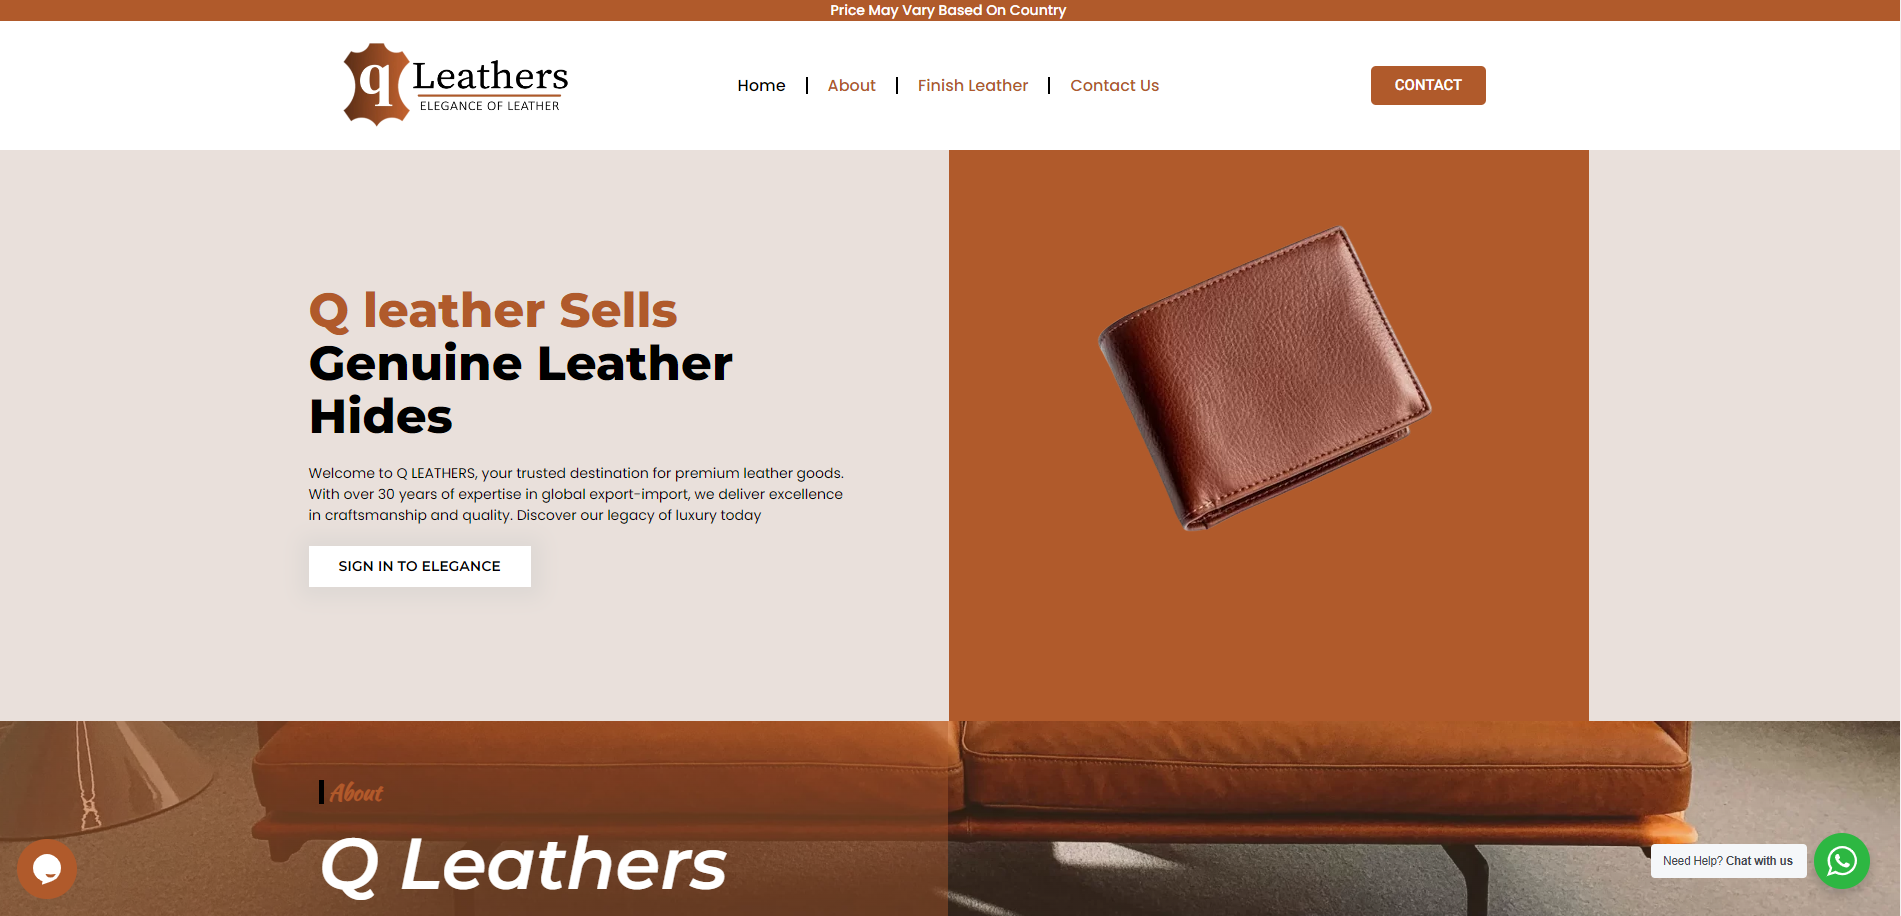 Price May Vary Based On Country
q Leathers
ELEGANCE OF LEATHER
Home
About
Finish Leather
Contact Us
CONTACT
Q leather Sells
Genuine Leather
Hides
Welcome to Q LEATHERS, your trusted destination for premium leather goods.
With over 30 years of expertise in global export-import, we deliver excellence
in craftsmanship and quality. Discover our legacy of luxury today
SIGN IN TO ELEGANCE
About
Q Leathers
Need Help? Chat with us